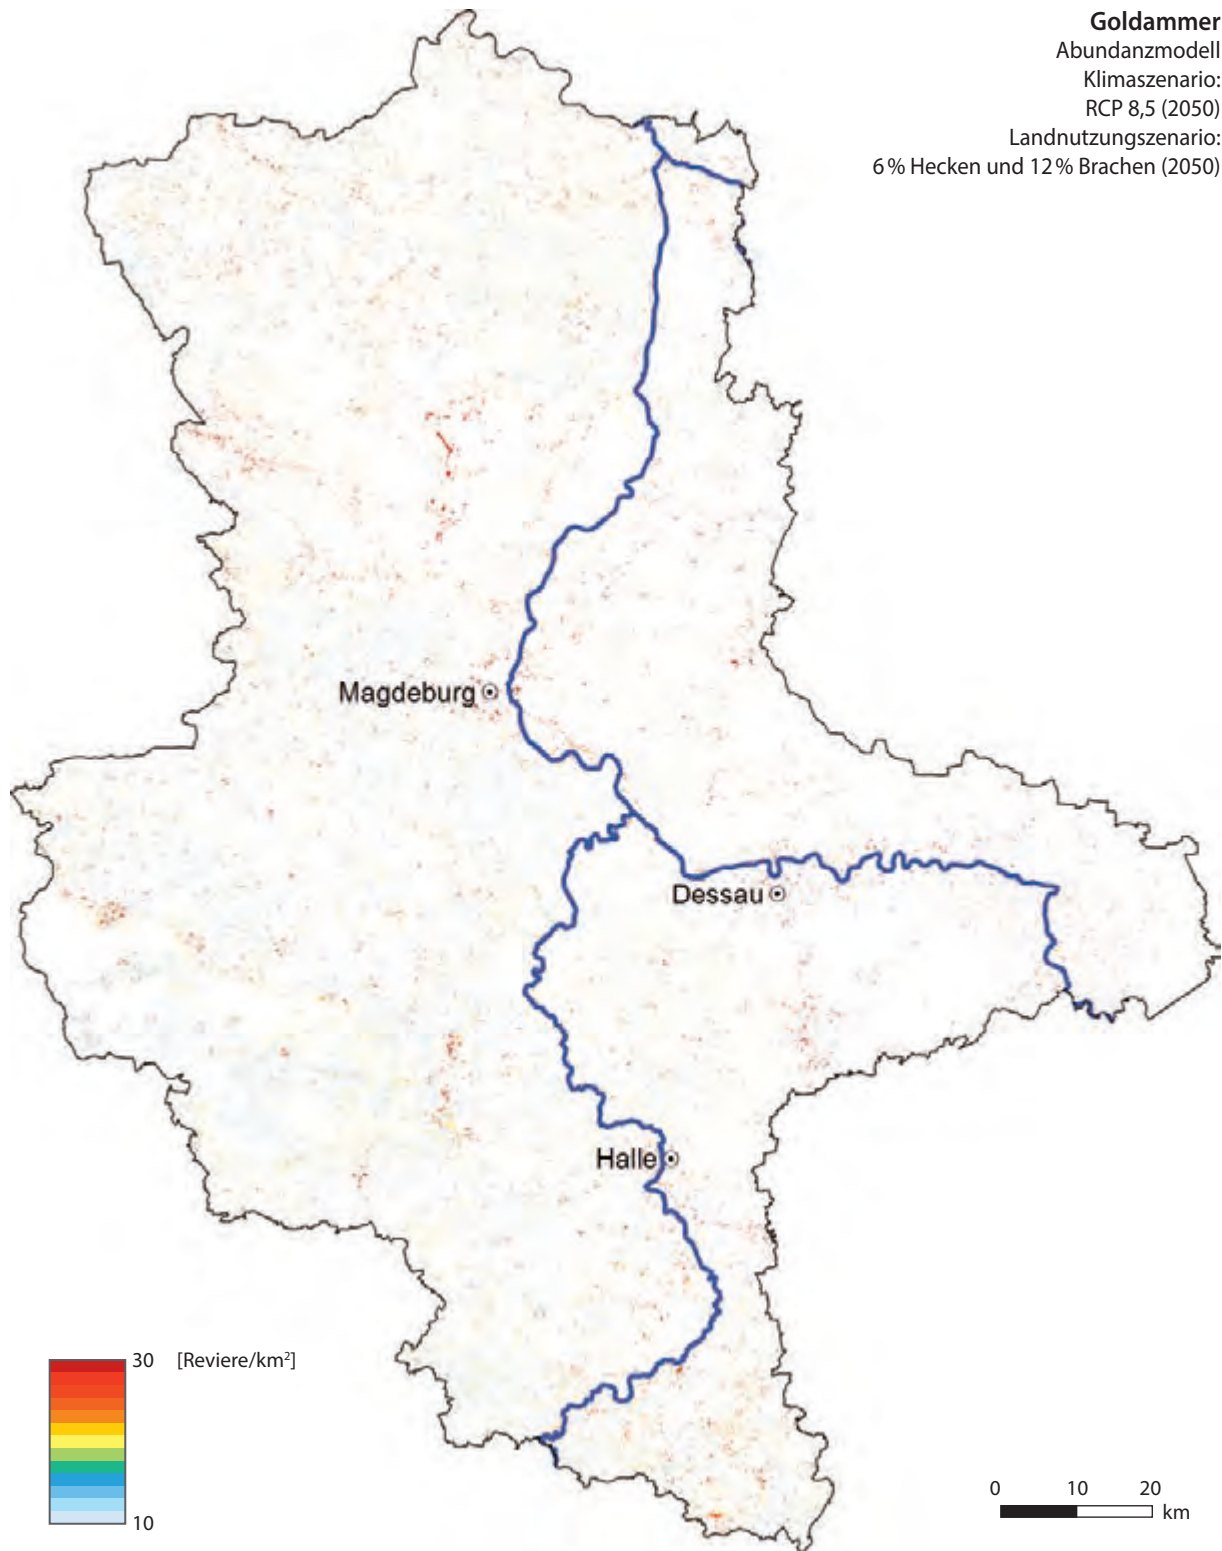 Goldammer
Abundanzmodell
Klimaszenario:
RCP 8,5 (2050)
Landnutzungszenario:
6 % Hecken und 12 % Brachen (2050)
Magdeburg
Dessau
Halle
30 [Reviere/km²]
10
0 10 20
km